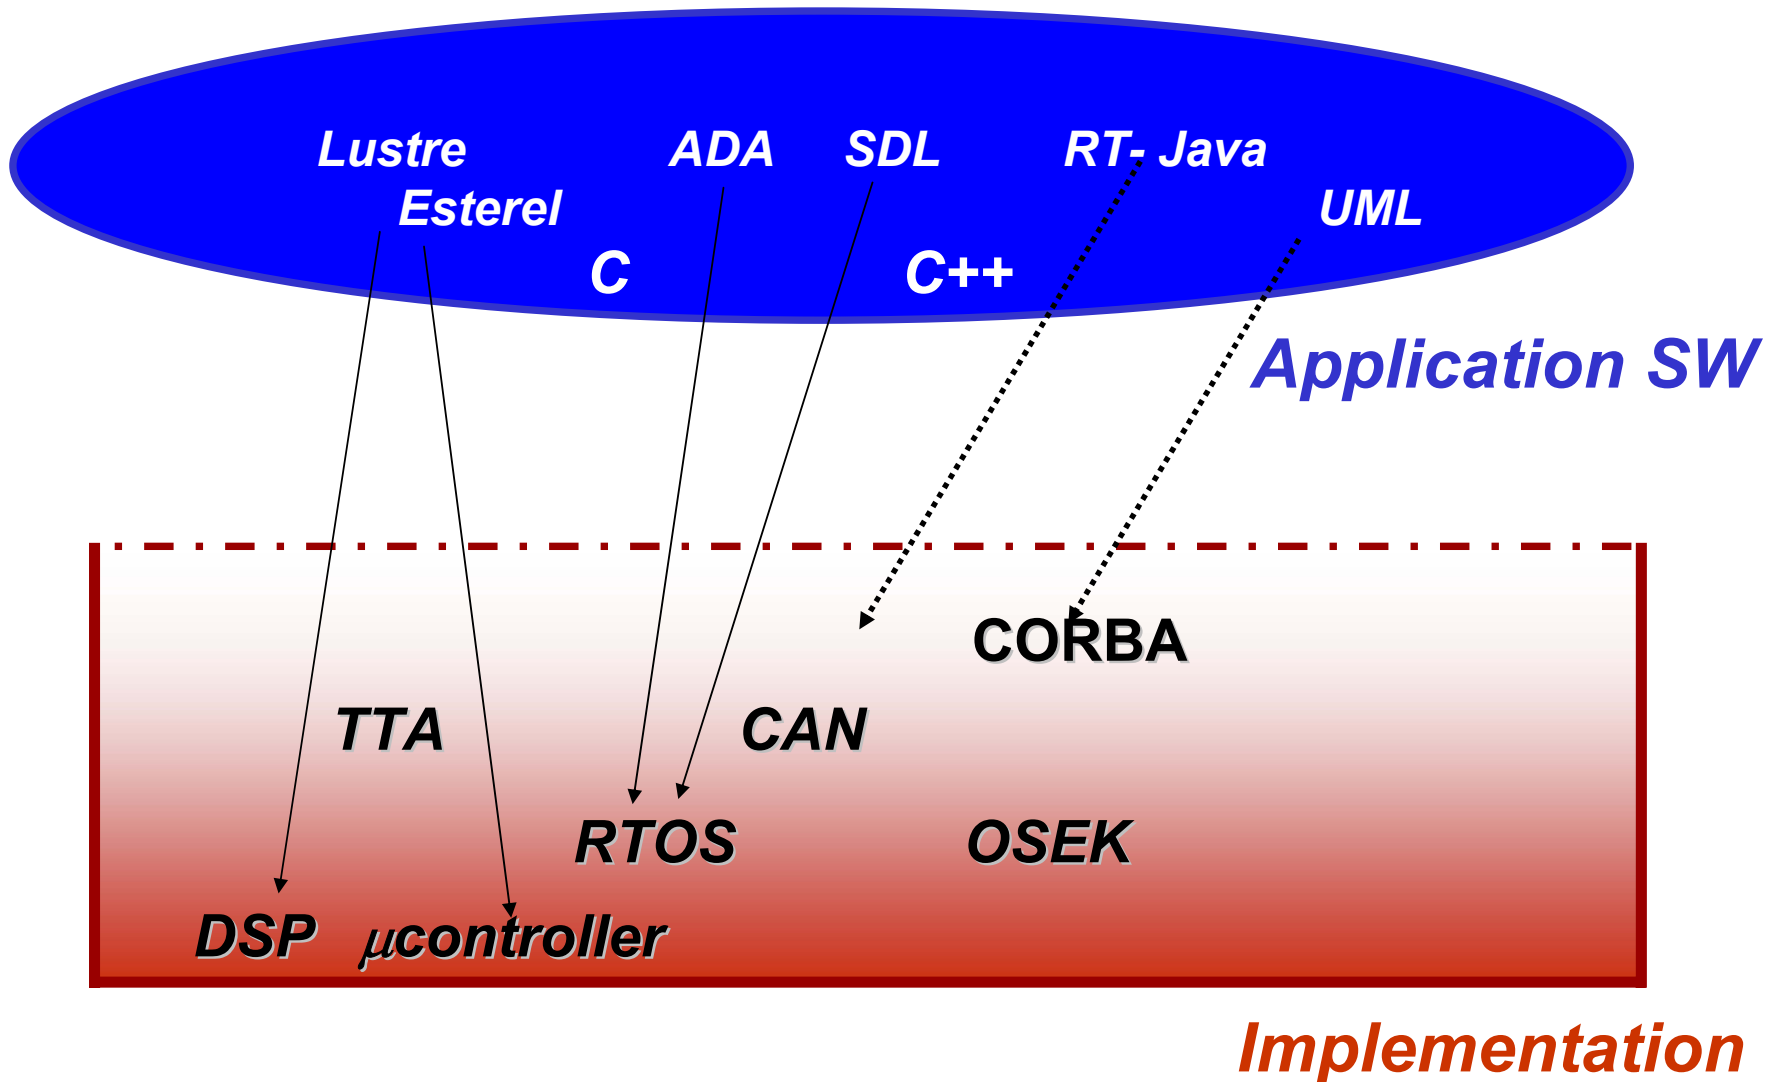 Lustre ADA SDL RT- Java
Esterel UML
C C++
Application SW
CORBA
TTA CAN
RTOS OSEK
DSP μcontroller
Implementation